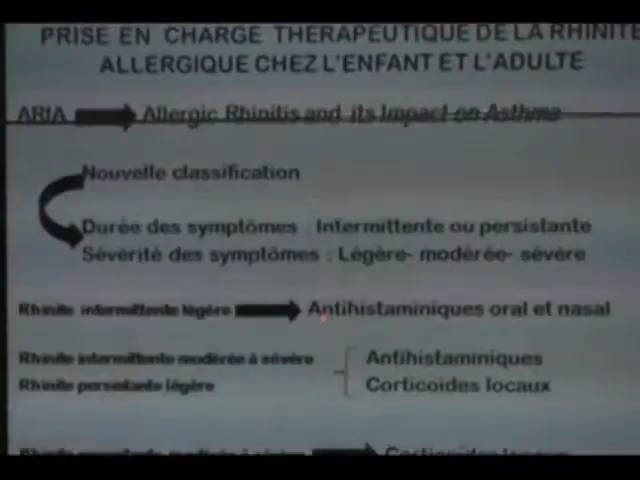 PRISE EN CHARGE THERAPEUTIQUE DE LA RHINITE
ALLERGIQUE CHEZ L'ENFANT ET L'ADULTE
ARIA Allergic Rhinitis and its Impact on Asthma
Nouvelle classification
Durée des symptômes : Intermittente ou persistante
Sévérité des symptômes : Légère- modérée- sévère
Rhinite intermittente légère Antihistaminiques oral et nasal
Rhinite intermittente modérée à sévère
Rhinite persistante légère
Antihistaminiques
Corticoides locaux